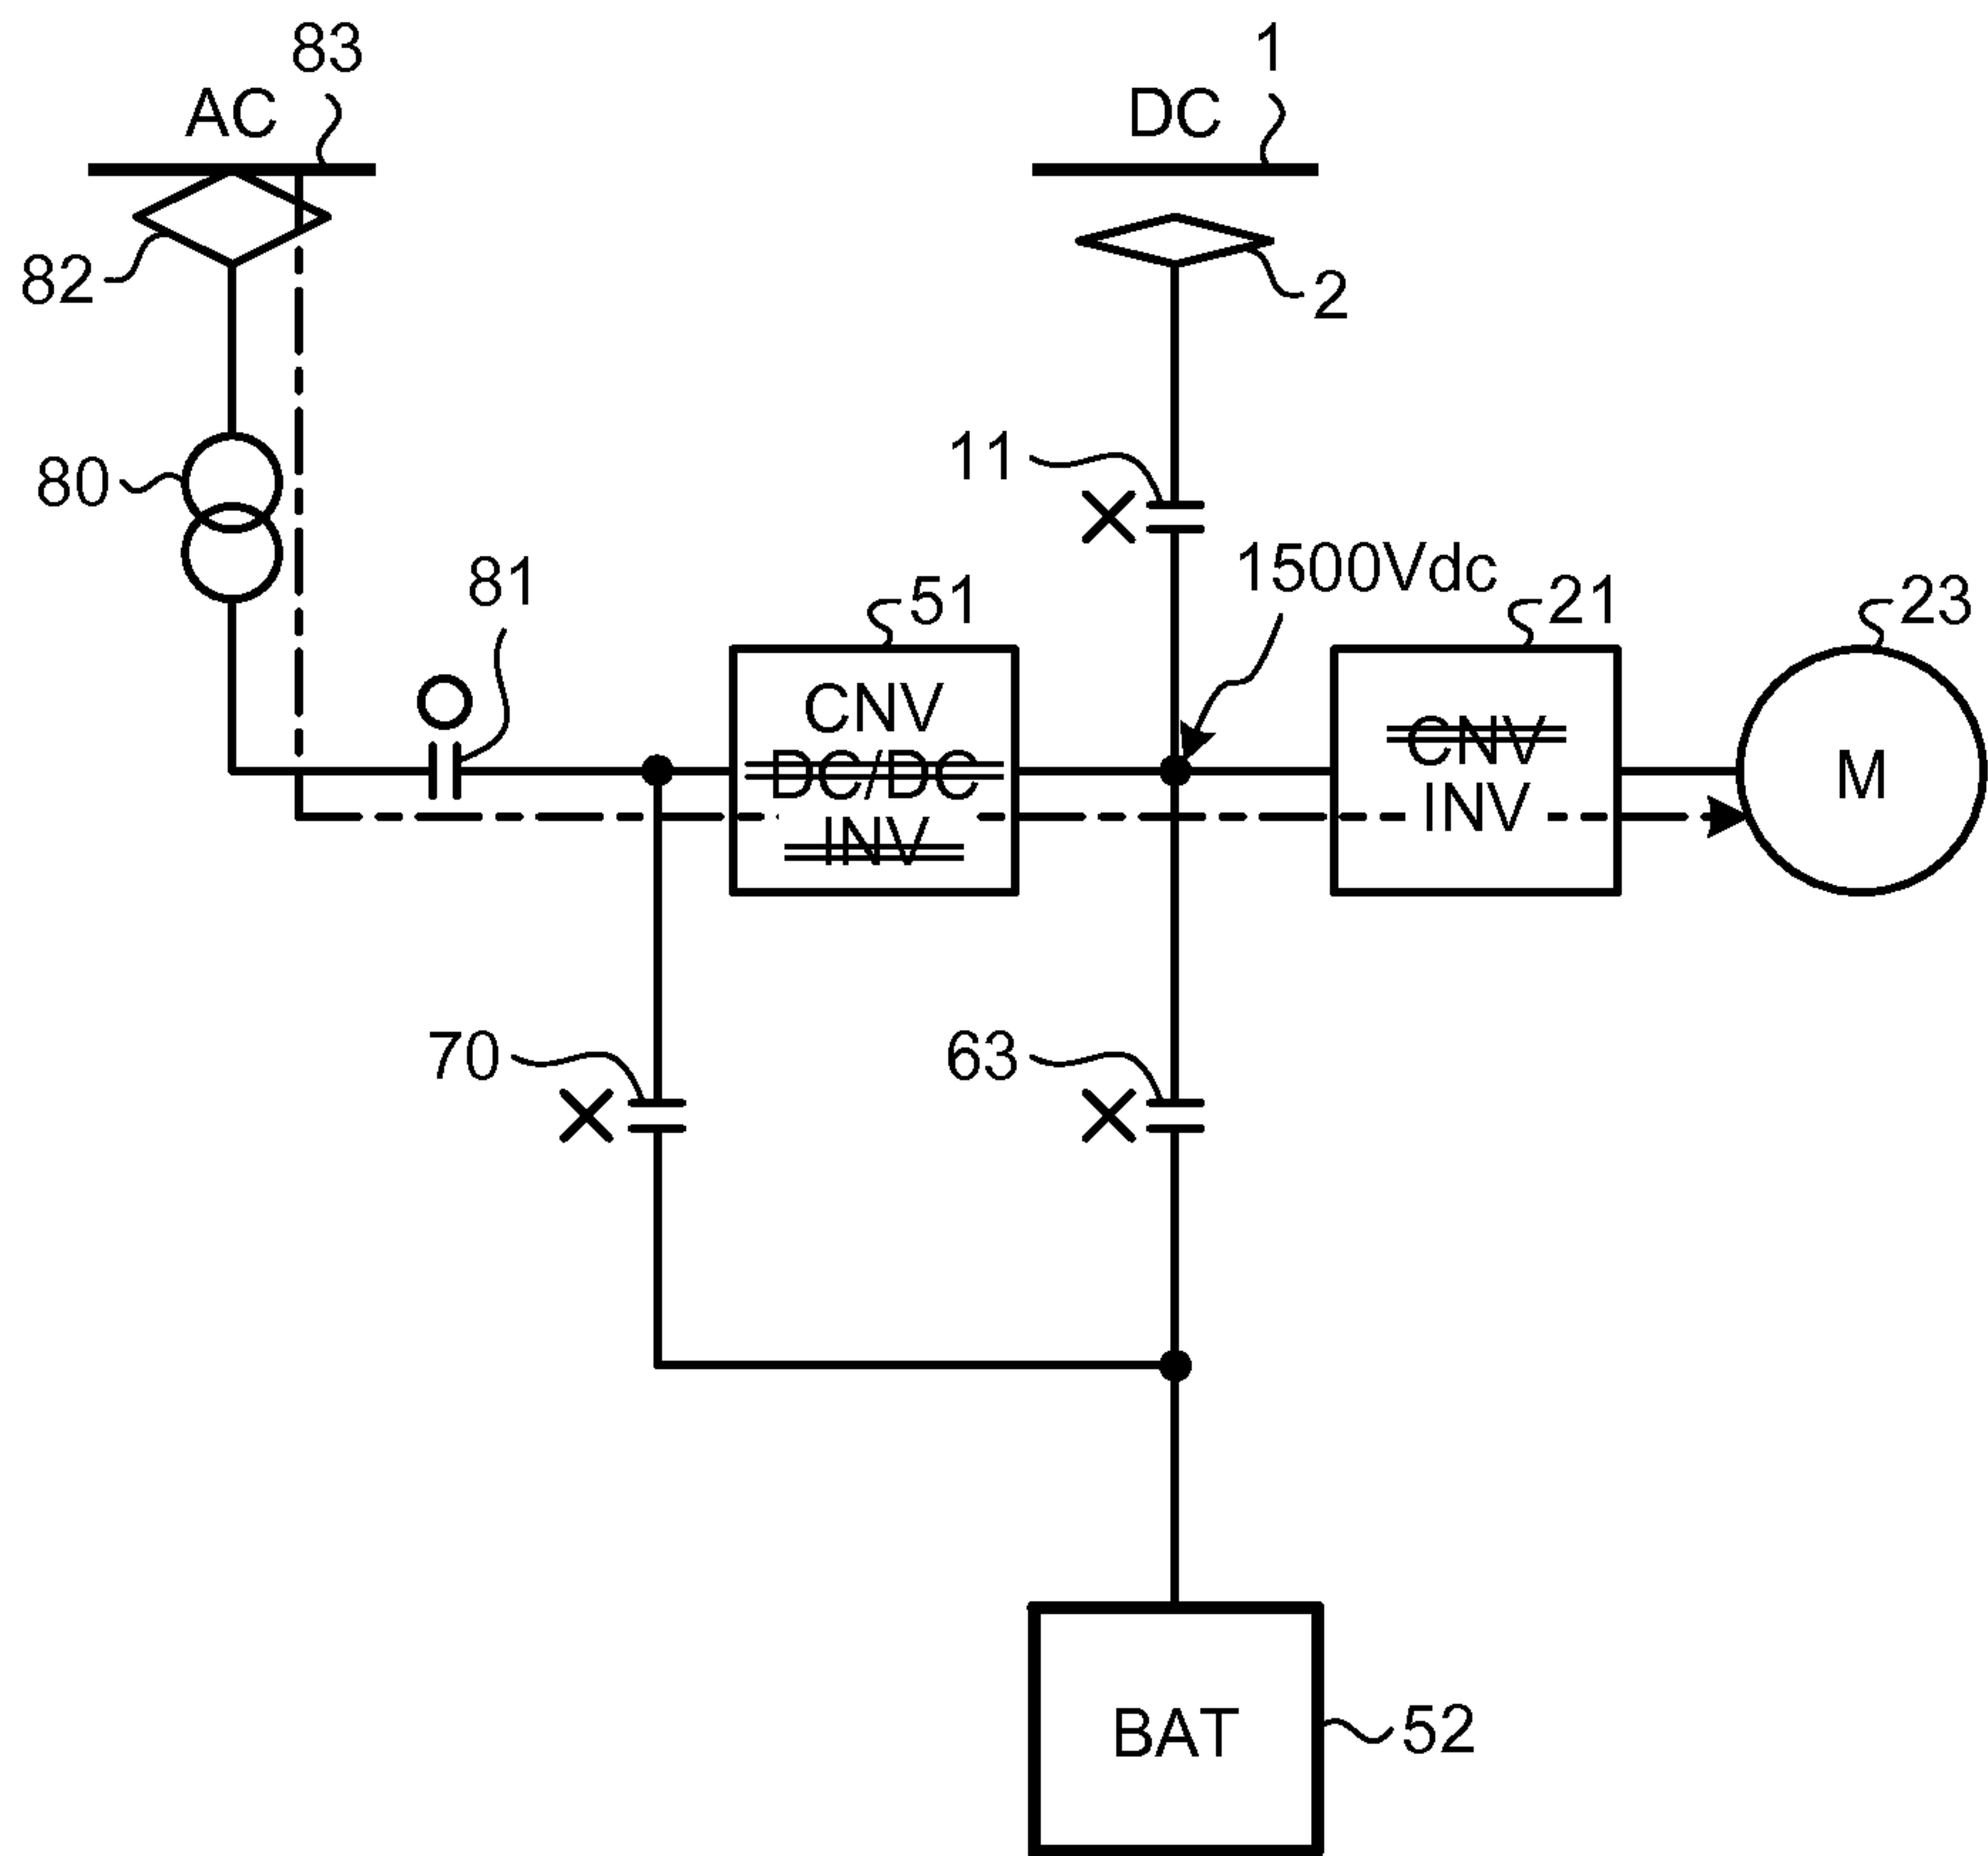 83
1
AC
DC
82
2
80
11
81
1500Vdc
51
21
23
CNV
DC/DC
INV
CNV
INV
M
70
63
BAT
52